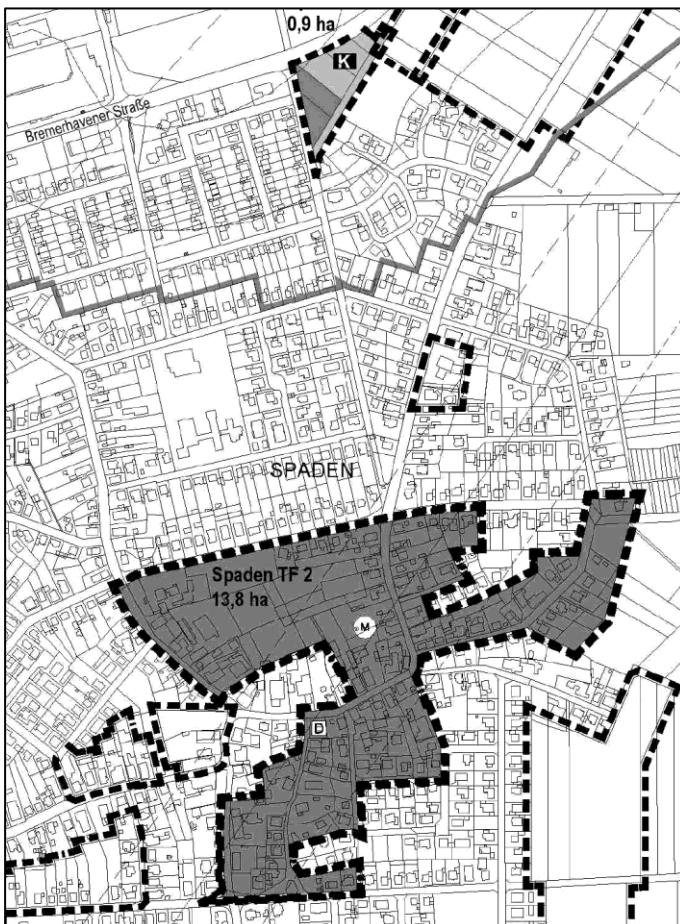 0,9 ha
K
Bremerhavener Straße
SPADEN
Spaden TF 2
13,8 ha
M
D